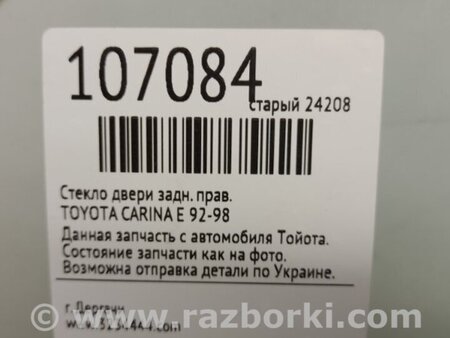 107084
старый 24208
Стекло двери задн. прав.
TOYOTA CARINA E 92-98
Данная запчасть с автомобиля Тойота.
Состояние запчасти как на фото.
Возможна отправка детали по Украине.
г. Дергачи
www.razborki.com